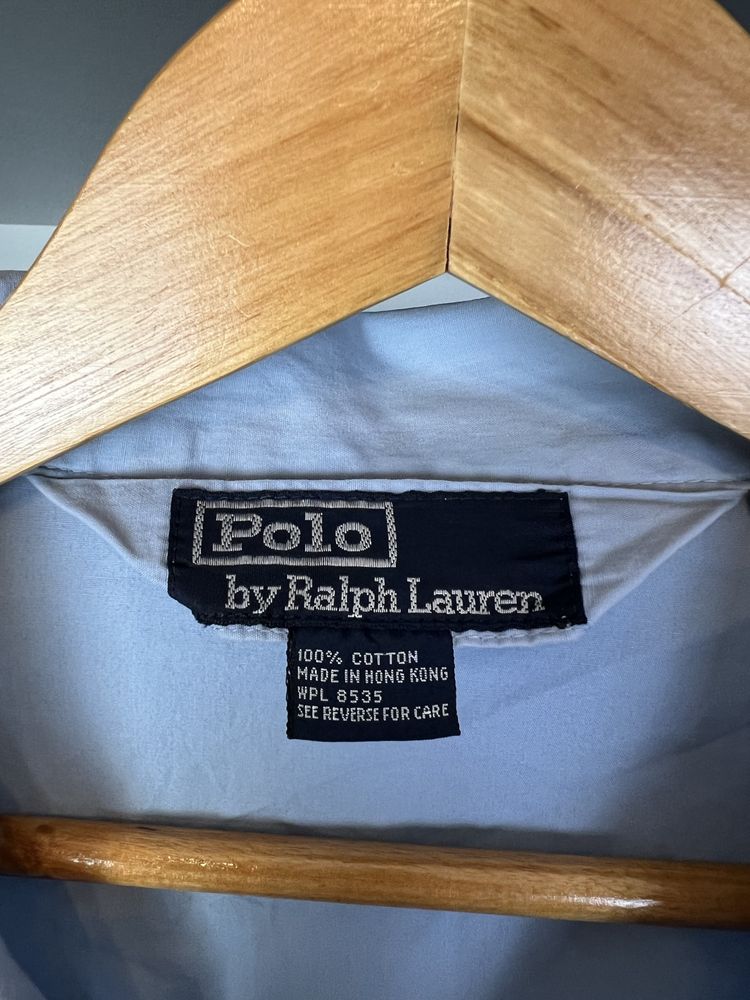 Polo
by Ralph Lauren
100% COTTON
MADE IN HONG KONG
WPL 8535
SEE REVERSE FOR CARE